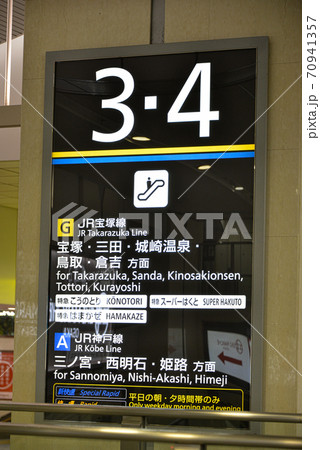 3・4
G JR宝塚線
JR Takarazuka Line
宝塚・三田・城崎温泉・
鳥取・倉吉 方面
for Takarazuka, Sanda, Kinosakionsen,
Tottori, Kurayoshi
特急 こうのとり KŌNOTORI 特急 スーパーはくと SUPER HAKUTO
特急 はまかぜ HAMAKAZE
A JR神戸線
JR Kōbe Line
三ノ宮・西明石・姫路 方面
for Sannomiya, Nishi-Akashi, Himeji
新快速 Special Rapid 平日の朝・夕時間帯のみ
快速 Rapid Only weekday morning and evening
PIXTA
pixta.jp - 70941357